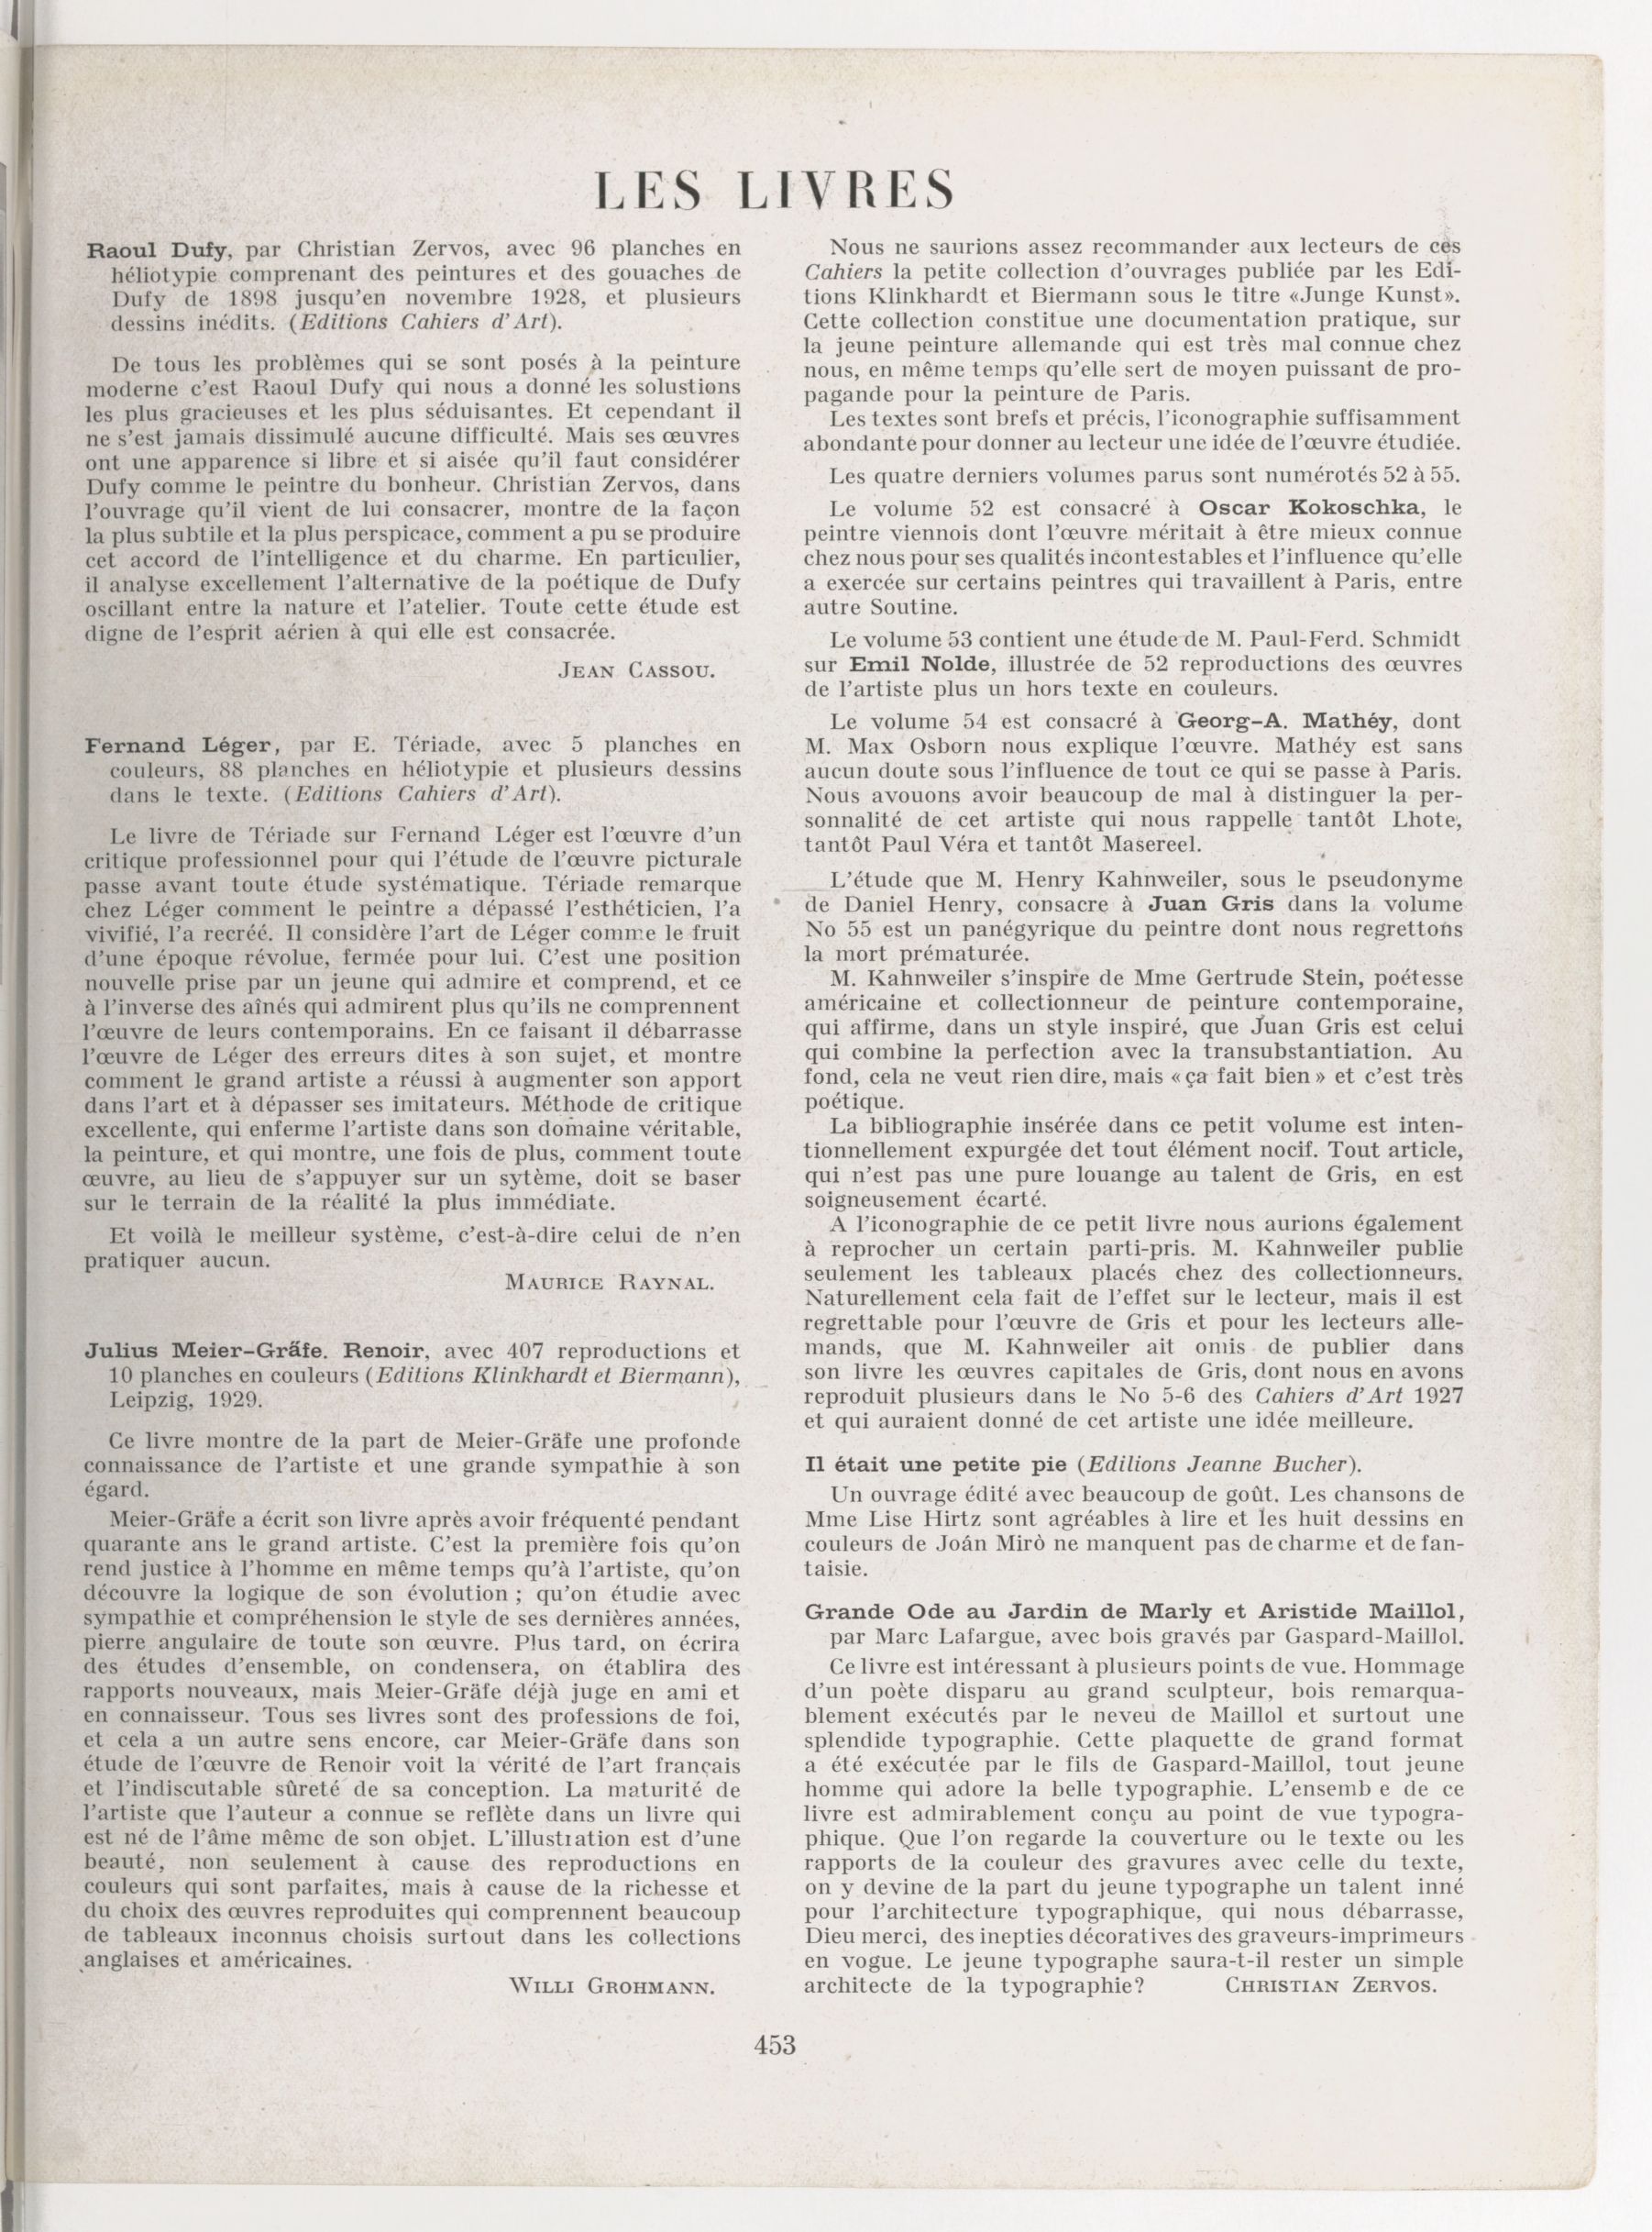 LES LIVRES
Raoul Dufy, par Christian Zervos, avec 96 planches en
héliotypie comprenant des peintures et des gouaches de
Dufy de 1898 jusqu'en novembre 1928, et plusieurs
dessins inédits. (Editions Cahiers d'Art).
De tous les problèmes qui se sont posés à la peinture
moderne c'est Raoul Dufy qui nous a donné les solustions
les plus gracieuses et les plus séduisantes. Et cependant il
ne s'est jamais dissimulé aucune difficulté. Mais ses œuvres
ont une apparence si libre et si aisée qu'il faut considérer
Dufy comme le peintre du bonheur. Christian Zervos, dans
l'ouvrage qu'il vient de lui consacrer, montre de la façon
la plus subtile et la plus perspicace, comment a pu se produire
cet accord de l'intelligence et du charme. En particulier,
il analyse excellement l'alternative de la poétique de Dufy
oscillant entre la nature et l'atelier. Toute cette étude est
digne de l'esprit aérien à qui elle est consacrée.
JEAN CASSOU.
Fernand Léger, par E. Tériade, avec 5 planches en
couleurs, 88 planches en héliotypie et plusieurs dessins
dans le texte. (Editions Cahiers d'Art).
Le livre de Tériade sur Fernand Léger est l'œuvre d'un
critique professionnel pour qui l'étude de l'œuvre picturale
passe avant toute étude systématique. Tériade remarque
chez Léger comment le peintre a dépassé l'esthéticien, l'a
vivifié, l'a recréé. Il considère l'art de Léger comme le fruit
d'une époque révolue, fermée pour lui. C'est une position
nouvelle prise par un jeune qui admire et comprend, et ce
à l'inverse des aînés qui admirent plus qu'ils ne comprennent
l'œuvre de leurs contemporains. En ce faisant il débarrasse
l'œuvre de Léger des erreurs dites à son sujet, et montre
comment le grand artiste a réussi à augmenter son apport
dans l'art et à dépasser ses imitateurs. Méthode de critique
excellente, qui enferme l'artiste dans son domaine véritable,
la peinture, et qui montre, une fois de plus, comment toute
œuvre, au lieu de s'appuyer sur un sytème, doit se baser
sur le terrain de la réalité la plus immédiate.
Et voilà le meilleur système, c'est-à-dire celui de n'en
pratiquer aucun.
MAURICE RAYNAL.
Julius Meier-Gräfe. Renoir, avec 407 reproductions et
10 planches en couleurs (Editions Klinkhardt et Biermann),
Leipzig, 1929.
Ce livre montre de la part de Meier-Gräfe une profonde
connaissance de l'artiste et une grande sympathie à son
égard.
Meier-Gräfe a écrit son livre après avoir fréquenté pendant
quarante ans le grand artiste. C'est la première fois qu'on
rend justice à l'homme en même temps qu'à l'artiste, qu'on
découvre la logique de son évolution ; qu'on étudie avec
sympathie et compréhension le style de ses dernières années,
pierre angulaire de toute son œuvre. Plus tard, on écrira
des études d'ensemble, on condensera, on établira des
rapports nouveaux, mais Meier-Gräfe déjà juge en ami et
en connaisseur. Tous ses livres sont des professions de foi,
et cela a un autre sens encore, car Meier-Gräfe dans son
étude de l'œuvre de Renoir voit la vérité de l'art français
et l'indiscutable sûreté de sa conception. La maturité de
l'artiste que l'auteur a connue se reflète dans un livre qui
est né de l'âme même de son objet. L'illustration est d'une
beauté, non seulement à cause des reproductions en
couleurs qui sont parfaites, mais à cause de la richesse et
du choix des œuvres reproduites qui comprennent beaucoup
de tableaux inconnus choisis surtout dans les collections
anglaises et américaines.
WILLI GROHMANN.
Nous ne saurions assez recommander aux lecteurs de ces
Cahiers la petite collection d'ouvrages publiée par les Edi-
tions Klinkhardt et Biermann sous le titre «Junge Kunst».
Cette collection constitue une documentation pratique, sur
la jeune peinture allemande qui est très mal connue chez
nous, en même temps qu'elle sert de moyen puissant de pro-
pagande pour la peinture de Paris.
Les textes sont brefs et précis, l'iconographie suffisamment
abondante pour donner au lecteur une idée de l'œuvre étudiée.
Les quatre derniers volumes parus sont numérotés 52 à 55.
Le volume 52 est consacré à Oscar Kokoschka, le
peintre viennois dont l'œuvre méritait à être mieux connue
chez nous pour ses qualités incontestables et l'influence qu'elle
a exercée sur certains peintres qui travaillent à Paris, entre
autre Soutine.
Le volume 53 contient une étude de M. Paul-Ferd. Schmidt
sur Emil Nolde, illustrée de 52 reproductions des œuvres
de l'artiste plus un hors texte en couleurs.
Le volume 54 est consacré à Georg-A. Mathéy, dont
M. Max Osborn nous explique l'œuvre. Mathéy est sans
aucun doute sous l'influence de tout ce qui se passe à Paris.
Nous avouons avoir beaucoup de mal à distinguer la per-
sonnalité de cet artiste qui nous rappelle tantôt Lhote,
tantôt Paul Véra et tantôt Masereel.
L'étude que M. Henry Kahnweiler, sous le pseudonyme
de Daniel Henry, consacre à Juan Gris dans la volume
No 55 est un panégyrique du peintre dont nous regrettons
la mort prématurée.
M. Kahnweiler s'inspire de Mme Gertrude Stein, poétesse
américaine et collectionneur de peinture contemporaine,
qui affirme, dans un style inspiré, que Juan Gris est celui
qui combine la perfection avec la transubstantiation. Au
fond, cela ne veut rien dire, mais «ça fait bien» et c'est très
poétique.
La bibliographie insérée dans ce petit volume est inten-
tionnellement expurgée det tout élément nocif. Tout article,
qui n'est pas une pure louange au talent de Gris, en est
soigneusement écarté.
A l'iconographie de ce petit livre nous aurions également
à reprocher un certain parti-pris. M. Kahnweiler publie
seulement les tableaux placés chez des collectionneurs.
Naturellement cela fait de l'effet sur le lecteur, mais il est
regrettable pour l'œuvre de Gris et pour les lecteurs alle-
mands, que M. Kahnweiler ait omis de publier dans
son livre les œuvres capitales de Gris, dont nous en avons
reproduit plusieurs dans le No 5-6 des Cahiers d'Art 1927
et qui auraient donné de cet artiste une idée meilleure.
Il était une petite pie (Editions Jeanne Bucher).
Un ouvrage édité avec beaucoup de goût. Les chansons de
Mme Lise Hirtz sont agréables à lire et les huit dessins en
couleurs de Joán Mirò ne manquent pas de charme et de fan-
taisie.
Grande Ode au Jardin de Marly et Aristide Maillol,
par Marc Lafargue, avec bois gravés par Gaspard-Maillol.
Ce livre est intéressant à plusieurs points de vue. Hommage
d'un poète disparu au grand sculpteur, bois remarqua-
blement exécutés par le neveu de Maillol et surtout une
splendide typographie. Cette plaquette de grand format
a été exécutée par le fils de Gaspard-Maillol, tout jeune
homme qui adore la belle typographie. L'ensemb e de ce
livre est admirablement conçu au point de vue typogra-
phique. Que l'on regarde la couverture ou le texte ou les
rapports de la couleur des gravures avec celle du texte,
on y devine de la part du jeune typographe un talent inné
pour l'architecture typographique, qui nous débarrasse,
Dieu merci, des inepties décoratives des graveurs-imprimeurs
en vogue. Le jeune typographe saura-t-il rester un simple
architecte de la typographie? CHRISTIAN ZERVOS.
453